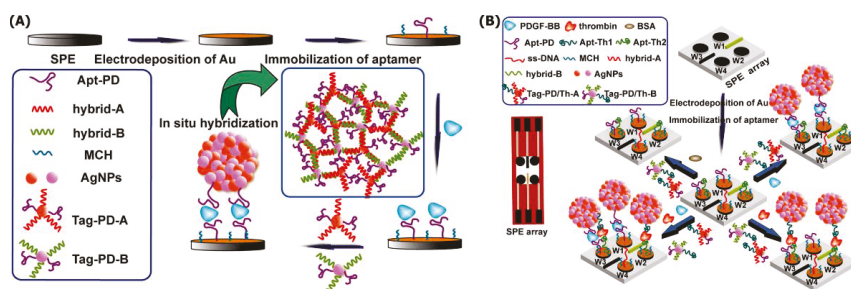 (A)
SPE
Electrodeposition of Au
Immobilization of aptamer
Apt-PD
hybrid-A
hybrid-B
MCH
AgNPs
Tag-PD-A
Tag-PD-B
In situ hybridization
(B)
PDGF-BB thrombin BSA
Apt-PD Apt-Th1 Apt-Th2
ss-DNA MCH hybrid-A
hybrid-B AgNPs
Tag-PD/Th-A Tag-PD/Th-B
SPE array
W1
W3 W2
W4
SPE array
Electrodeposition of Au
Immobilization of aptamer
W1
W3 W2
W4
W1
W3 W2
W4
W1
W3 W2
W4
W1
W3 W2
W4
W1
W3 W2
W4